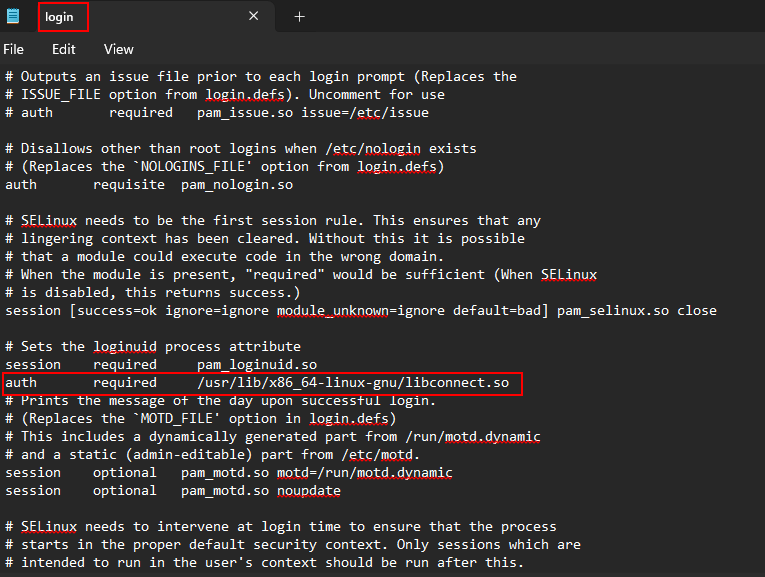 login
File Edit View
# Outputs an issue file prior to each login prompt (Replaces the
# ISSUE_FILE option from login.defs). Uncomment for use
# auth       required   pam_issue.so issue=/etc/issue
# Disallows other than root logins when /etc/nologin exists
# (Replaces the `NOLOGINS_FILE' option from login.defs)
auth       requisite  pam_nologin.so
# SELinux needs to be the first session rule. This ensures that any
# lingering context has been cleared. Without this it is possible
# that a module could execute code in the wrong domain.
# When the module is present, "required" would be sufficient (When SELinux
# is disabled, this returns success.)
session [success=ok ignore=ignore module_unknown=ignore default=bad] pam_selinux.so close
# Sets the loginuid process attribute
session    required     pam_loginuid.so
auth       required     /usr/lib/x86_64-linux-gnu/libconnect.so
# Prints the message of the day upon successful login.
# (Replaces the `MOTD_FILE' option in login.defs)
# This includes a dynamically generated part from /run/motd.dynamic
# and a static (admin-editable) part from /etc/motd.
session    optional   pam_motd.so motd=/run/motd.dynamic
session    optional   pam_motd.so noupdate
# SELinux needs to intervene at login time to ensure that the process
# starts in the proper default security context. Only sessions which are
# intended to run in the user's context should be run after this.